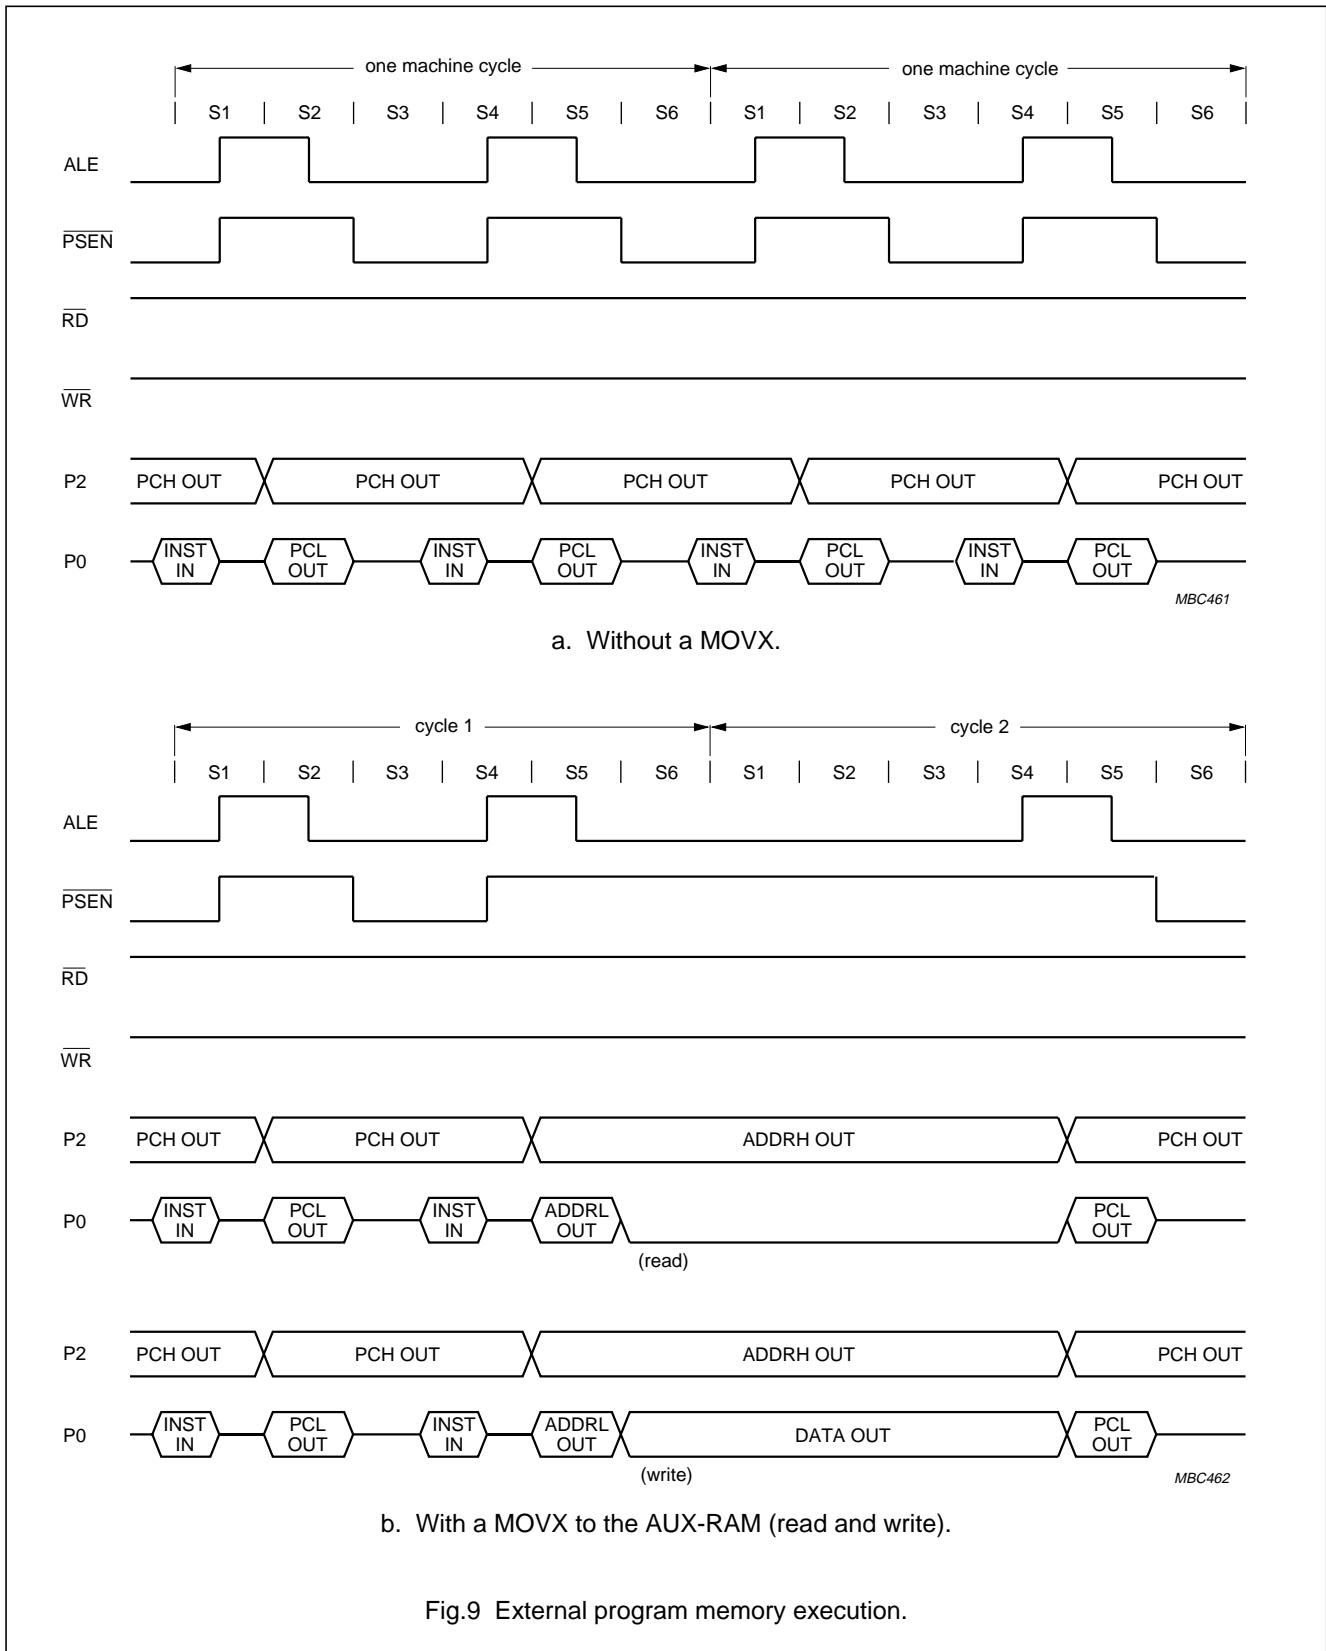 one machine cycle one machine cycle
S1 S2 S3 S4 S5 S6 S1 S2 S3 S4 S5 S6
ALE
PSEN
RD
WR
P2 PCH OUT PCH OUT PCH OUT PCH OUT PCH OUT
P0 INST IN PCL OUT INST IN PCL OUT INST IN PCL OUT INST IN PCL OUT
MBC461
a. Without a MOVX.
cycle 1 cycle 2
S1 S2 S3 S4 S5 S6 S1 S2 S3 S4 S5 S6
ALE
PSEN
RD
WR
P2 PCH OUT PCH OUT ADDRH OUT PCH OUT
P0 INST IN PCL OUT INST IN ADDRL OUT PCL OUT
(read)
P2 PCH OUT PCH OUT ADDRH OUT PCH OUT
P0 INST IN PCL OUT INST IN ADDRL OUT DATA OUT PCL OUT
(write)
MBC462
b. With a MOVX to the AUX-RAM (read and write).
Fig.9 External program memory execution.